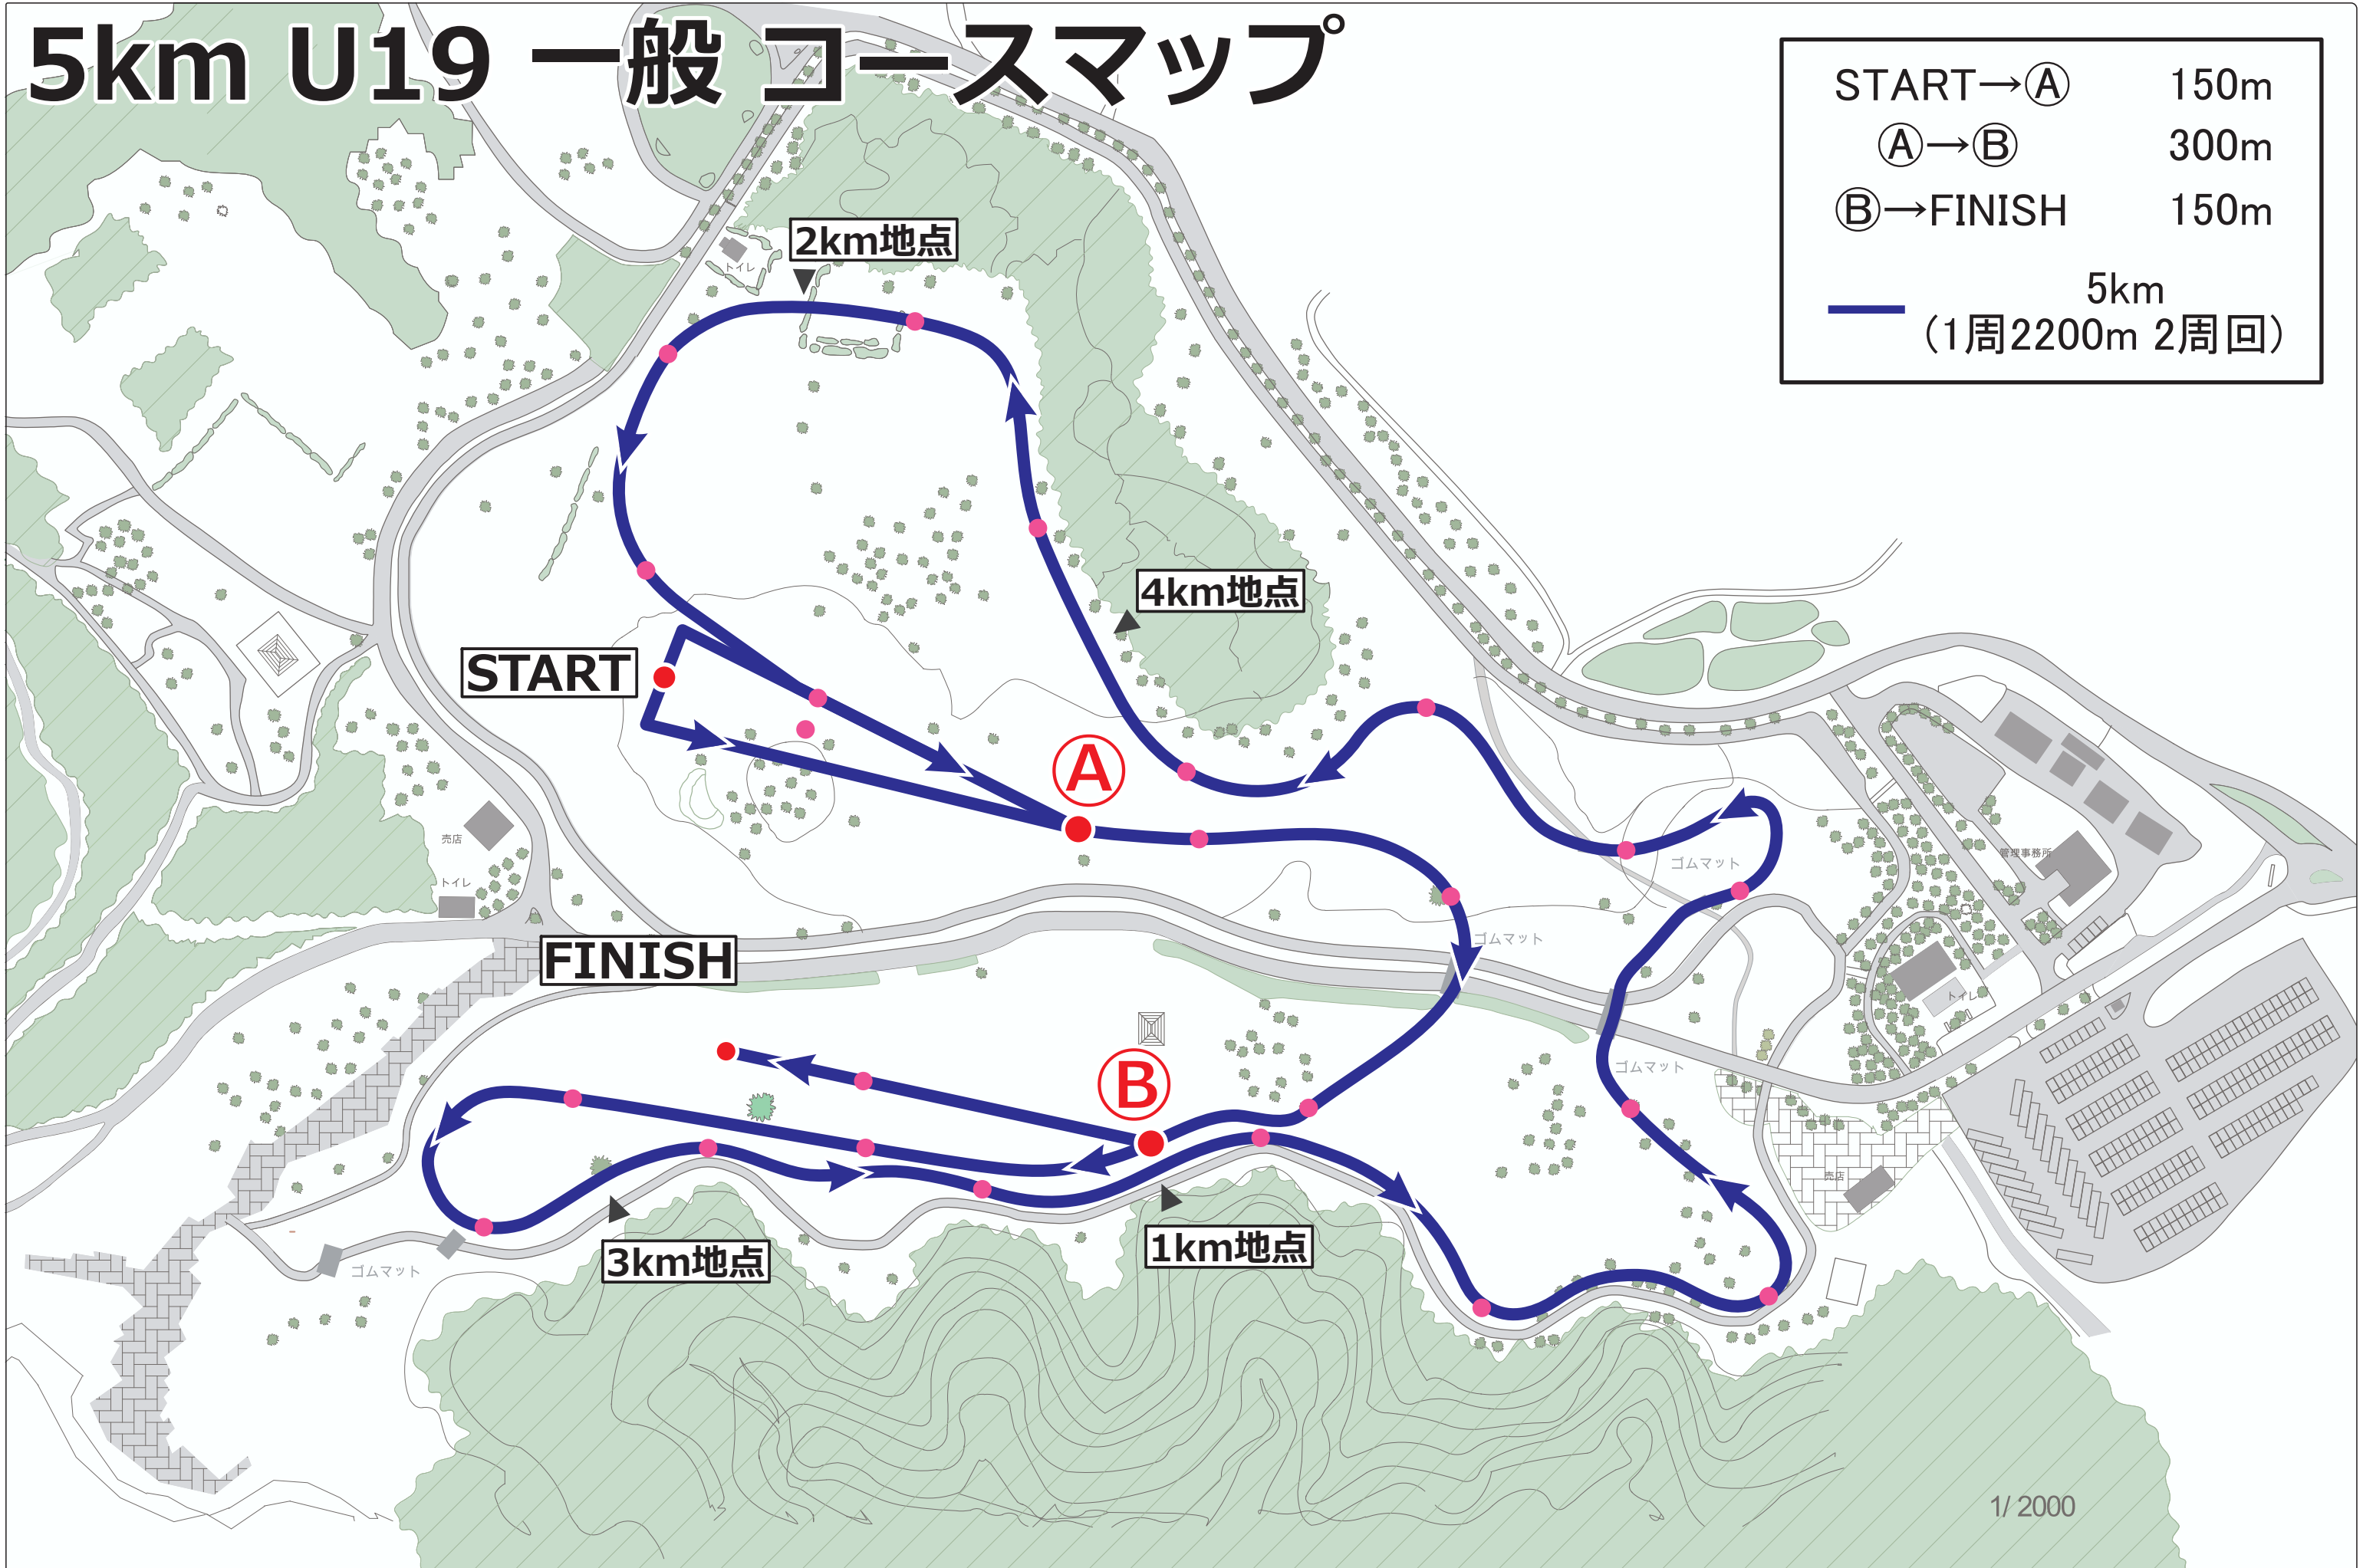 5km U19 一般 コースマップ
START→Ⓐ 150m
Ⓐ→Ⓑ 300m
Ⓑ→FINISH 150m
5km
（1周2200m 2周回）
2km地点
トイレ
4km地点
START
Ⓐ
売店
トイレ
ゴムマット
管理事務所
FINISH
ゴムマット
トイレ
Ⓑ
ゴムマット
売店
3km地点
1km地点
ゴムマット
1/ 2000